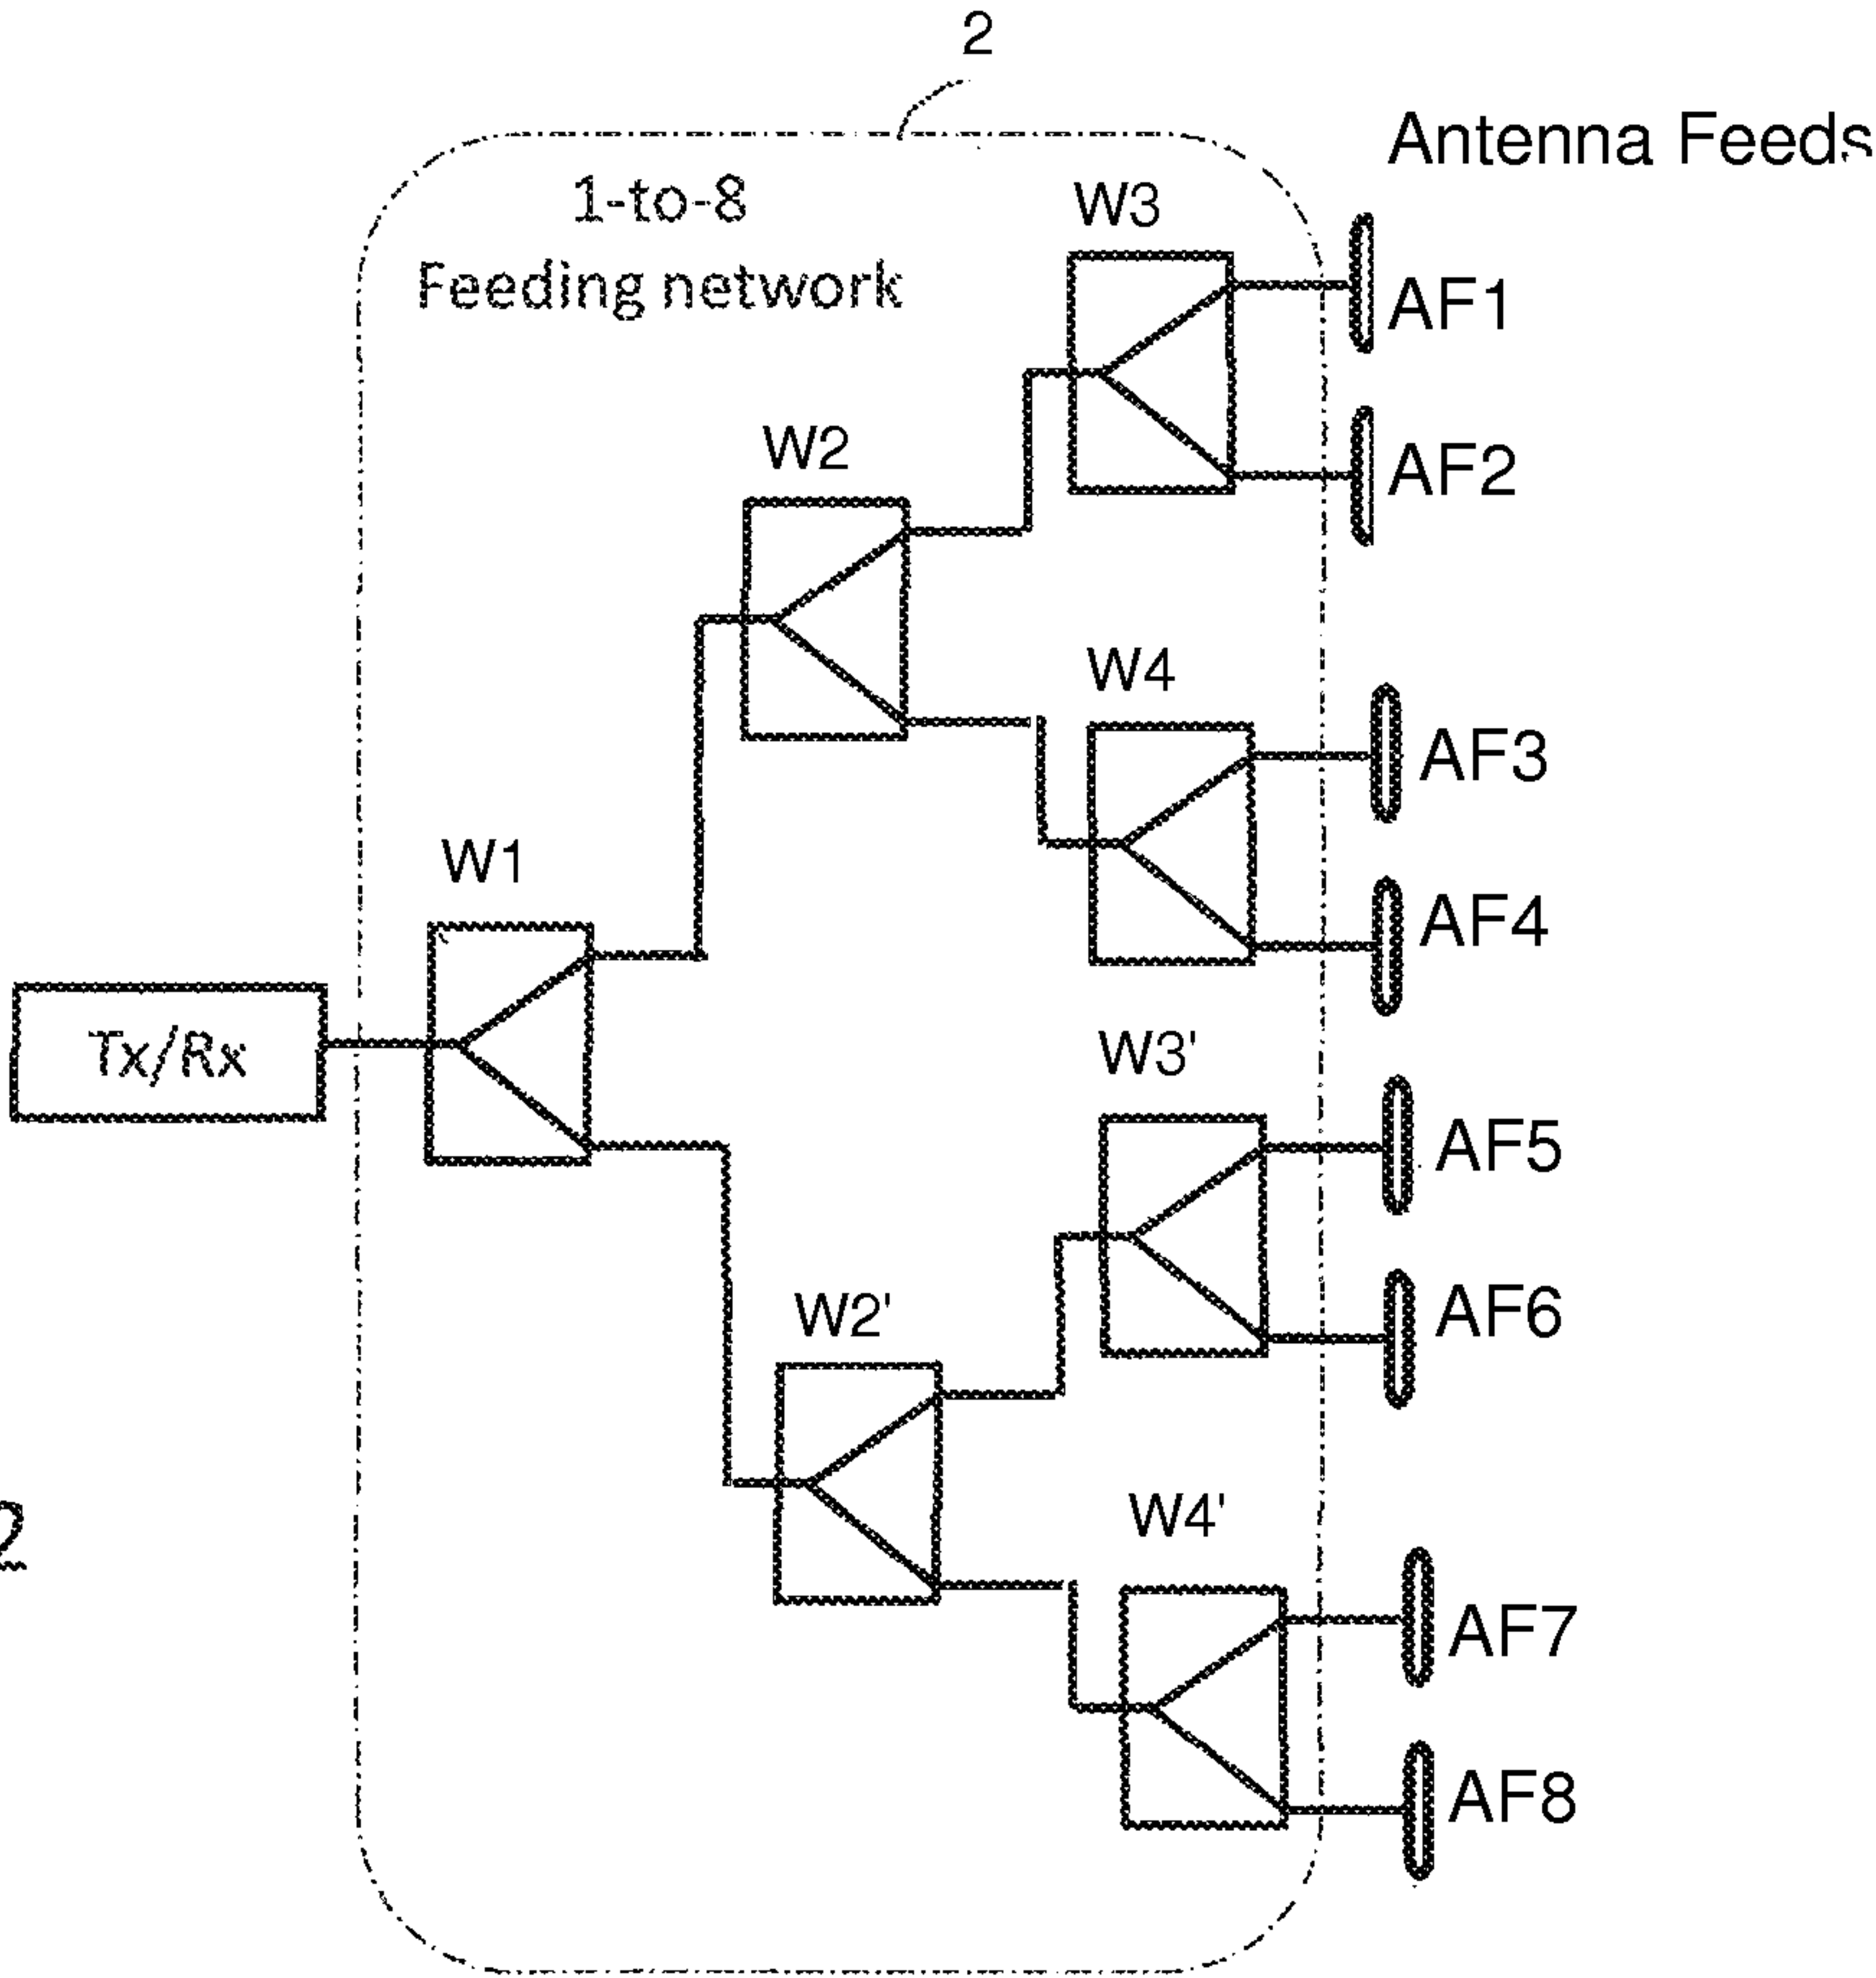 2
Antenna Feeds
1-to-8
Feeding network
W3
AF1
AF2
W2
W4
AF3
AF4
W1
Tx/Rx
W3'
AF5
AF6
W2'
W4'
AF7
AF8
2